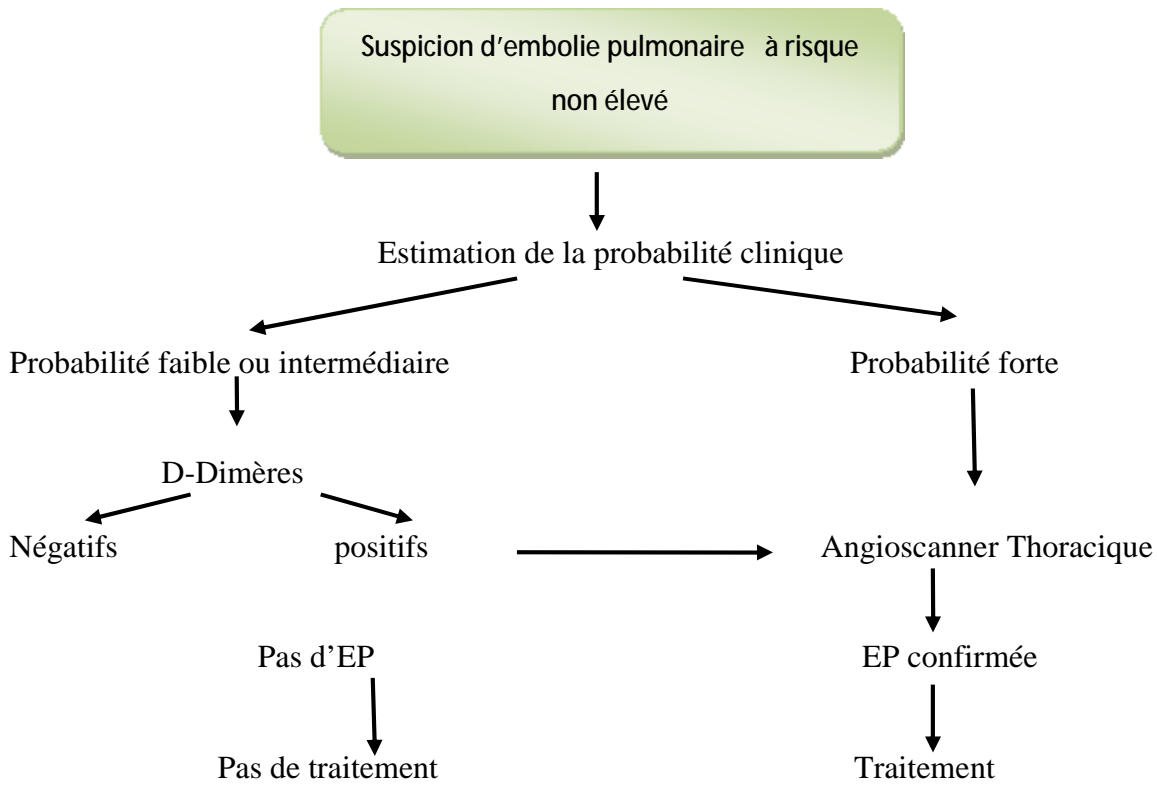 Suspicion d’embolie pulmonaire à risque
non élevé
Estimation de la probabilité clinique
Probabilité faible ou intermédiaire
Probabilité forte
D-Dimères
Négatifs
positifs
Angioscanner Thoracique
Pas d’EP
EP confirmée
Pas de traitement
Traitement